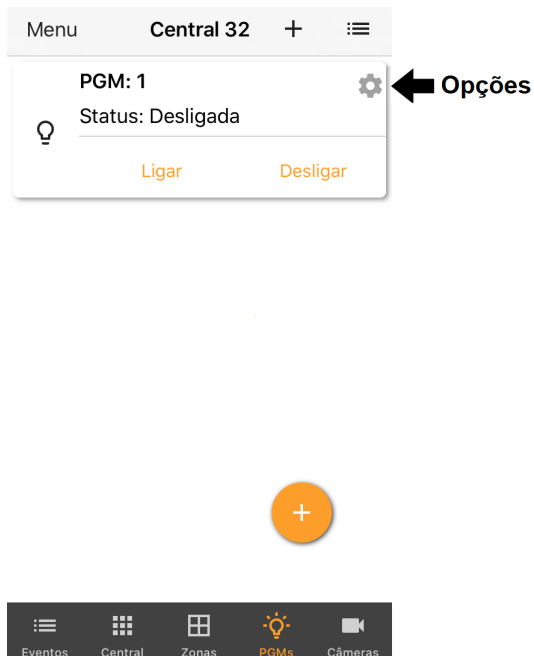 Menu Central 32
PGM: 1
Opções
Status: Desligada
Ligar Desligar
Eventos Central Zonas PGMs Câmeras